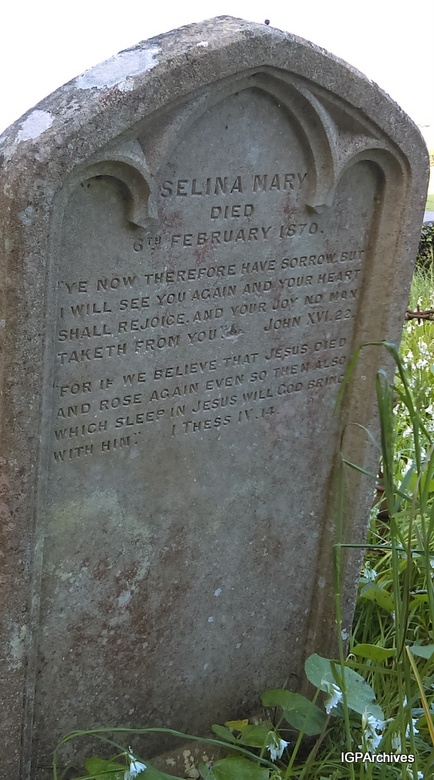 SELINA MARY
DIED
6TH FEBRUARY 1870.
"YE NOW THEREFORE HAVE SORROW, BUT
I WILL SEE YOU AGAIN AND YOUR HEART
SHALL REJOICE, AND YOUR JOY NO MAN
TAKETH FROM YOU." JOHN XVI. 22.
"FOR IF WE BELIEVE THAT JESUS DIED
AND ROSE AGAIN EVEN SO THEM ALSO
WHICH SLEEP IN JESUS WILL GOD BRING
WITH HIM." I THESS IV. 14.
IGPArchives